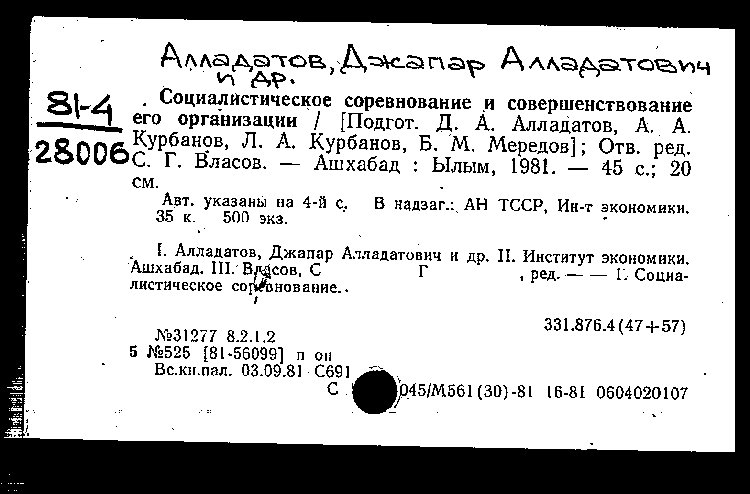 Алладатов, Джапар Алладатович
и др.
81-4
28006
Социалистическое соревнование и совершенствование
его организации / [Подгот. Д. А. Алладатов, А. А.
Курбанов, Л. А. Курбанов, Б. М. Мередов]; Отв. ред.
С. Г. Власов. — Ашхабад : Ылым, 1981. — 45 с.; 20
см.
Авт. указаны на 4-й с. В надзаг.: АН ТССР, Ин-т экономики.
35 к. 500 экз.
I. Алладатов, Джапар Алладатович и др. II. Институт экономики.
Ашхабад. III. Власов, С Г , ред. — — 1. Социа-
листическое соревнование.
331.876.4(47+57)
№31277 8.2.1.2
5 №525 [81-56099] п он
Вс.кн.пал. 03.09.81 С691
С 045/М561(30)-81 16-81 0604020107